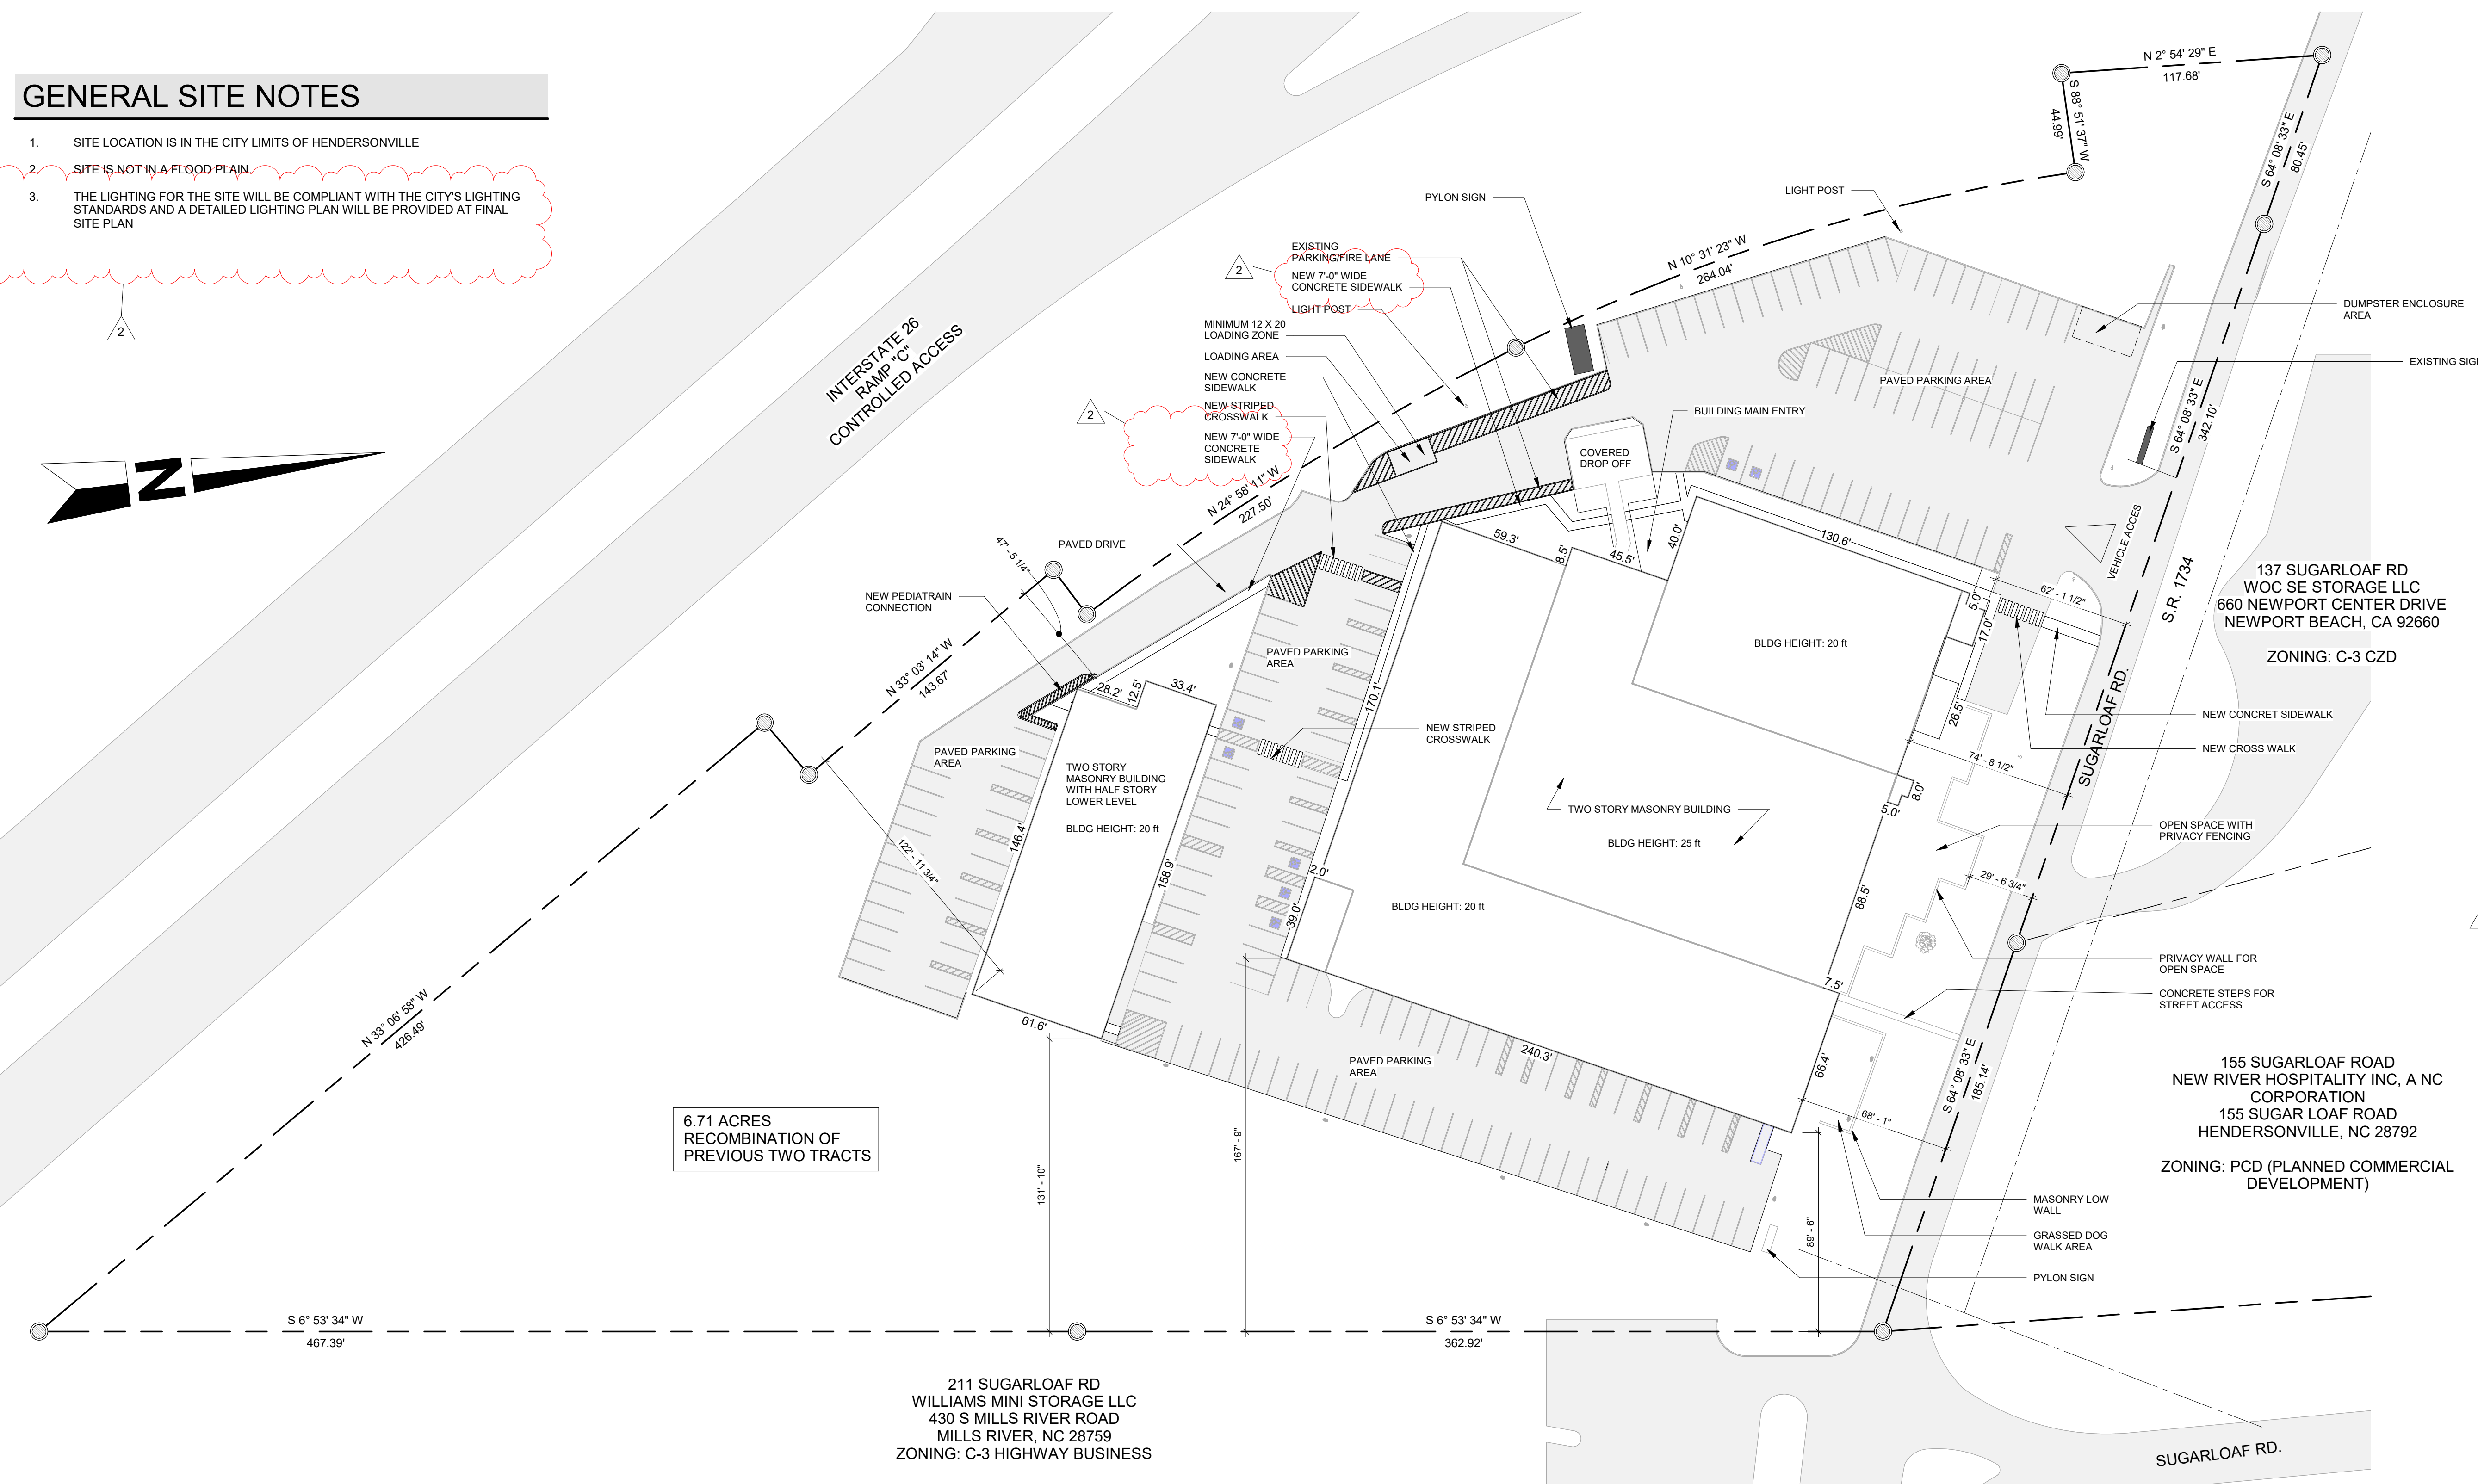 GENERAL SITE NOTES
1. SITE LOCATION IS IN THE CITY LIMITS OF HENDERSONVILLE
2. SITE IS NOT IN A FLOOD PLAIN.
3. THE LIGHTING FOR THE SITE WILL BE COMPLIANT WITH THE CITY'S LIGHTING
STANDARDS AND A DETAILED LIGHTING PLAN WILL BE PROVIDED AT FINAL
SITE PLAN
2
N
INTERSTATE 26
RAMP "C"
CONTROLLED ACCESS
PYLON SIGN
LIGHT POST
2
EXISTING
PARKING/FIRE LANE
NEW 7'-0" WIDE
CONCRETE SIDEWALK
LIGHT POST
MINIMUM 12 X 20
LOADING ZONE
LOADING AREA
NEW CONCRETE
SIDEWALK
2
NEW STRIPED
CROSSWALK
NEW 7'-0" WIDE
CONCRETE
SIDEWALK
PAVED DRIVE
NEW PEDIATRAIN
CONNECTION
N 2° 54' 29" E
117.68'
S 88° 51' 37" W
44.99'
S 64° 08' 33" E
80.45'
N 10° 31' 23" W
264.04'
N 24° 58' 11" W
227.50'
47' - 5 1/4"
N 33° 03' 14" W
143.67'
N 33° 06' 58" W
426.49'
DUMPSTER ENCLOSURE
AREA
EXISTING SIG
PAVED PARKING AREA
BUILDING MAIN ENTRY
COVERED
DROP OFF
S 64° 08' 33" E
342.10'
VEHICLE ACCES
S.R. 1734
SUGARLOAF RD.
137 SUGARLOAF RD
WOC SE STORAGE LLC
660 NEWPORT CENTER DRIVE
NEWPORT BEACH, CA 92660
ZONING: C-3 CZD
59.3'
8.5'
45.5'
40.0'
130.6'
5.0'
17.0'
62' - 1 1/2"
26.5'
74' - 8 1/2"
8.0'
5.0'
29' - 6 3/4"
88.5'
7.5'
66.4'
68' - 1"
240.3'
39.0'
2.0'
170.1'
BLDG HEIGHT: 20 ft
TWO STORY MASONRY BUILDING
BLDG HEIGHT: 25 ft
BLDG HEIGHT: 20 ft
PAVED PARKING
AREA
NEW STRIPED
CROSSWALK
28.2'
12.5'
33.4'
PAVED PARKING
AREA
TWO STORY
MASONRY BUILDING
WITH HALF STORY
LOWER LEVEL
BLDG HEIGHT: 20 ft
146.4'
158.9'
122' - 11 3/4"
61.6'
131' - 10"
167' - 9"
89' - 6"
PAVED PARKING
AREA
NEW CONCRET SIDEWALK
NEW CROSS WALK
OPEN SPACE WITH
PRIVACY FENCING
PRIVACY WALL FOR
OPEN SPACE
CONCRETE STEPS FOR
STREET ACCESS
S 64° 08' 33" E
185.14'
155 SUGARLOAF ROAD
NEW RIVER HOSPITALITY INC, A NC
CORPORATION
155 SUGAR LOAF ROAD
HENDERSONVILLE, NC 28792
ZONING: PCD (PLANNED COMMERCIAL
DEVELOPMENT)
MASONRY LOW
WALL
GRASSED DOG
WALK AREA
PYLON SIGN
6.71 ACRES
RECOMBINATION OF
PREVIOUS TWO TRACTS
S 6° 53' 34" W
467.39'
S 6° 53' 34" W
362.92'
211 SUGARLOAF RD
WILLIAMS MINI STORAGE LLC
430 S MILLS RIVER ROAD
MILLS RIVER, NC 28759
ZONING: C-3 HIGHWAY BUSINESS
SUGARLOAF RD.